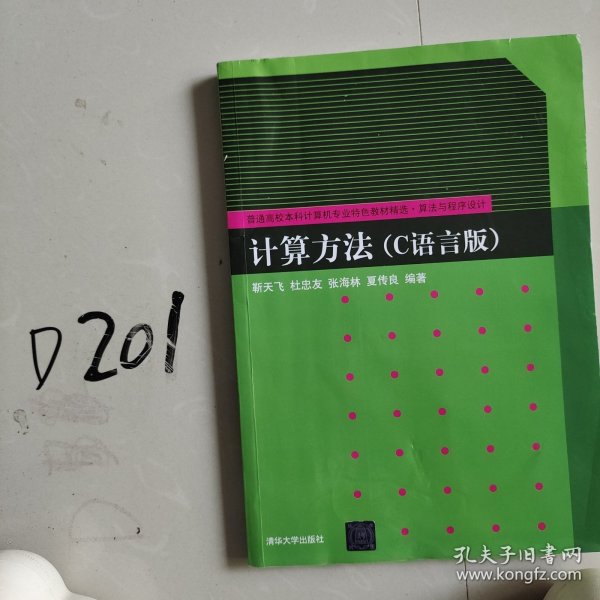 普通高校本科计算机专业特色教材精选·算法与程序设计
计算方法（C语言版）
靳天飞 杜忠友 张海林 夏传良 编著
D201
清华大学出版社
孔夫子旧书网
www.kongfz.com